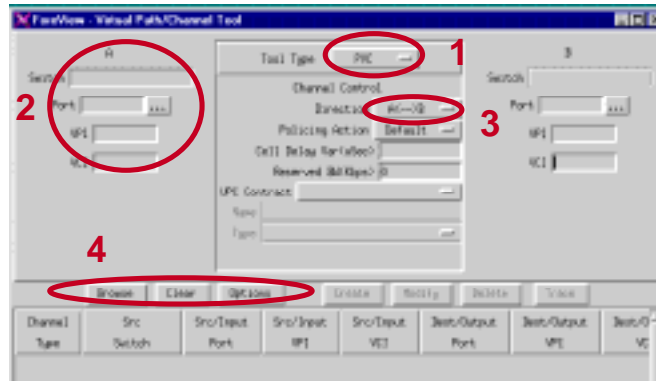 ForeView - Virtual Path/Channel Tool
A
Switch
Port ...
VPI
VCI
2
Tool Type PVC
1
Channel Control
Direction A<-->B
Policing Action Default
Cell Delay Var(uSec)
Reserved BW(Kbps) 0
UPC Contract
Name
Type
B
Switch
Port ...
3
VPI
VCI
4
Browse Clear Options Create Modify Delete Trace
Channel Type
Src Switch
Src/Input Port
Src/Input VPI
Src/Input VCI
Dest/Output Port
Dest/Output VPI
Dest/O
VC